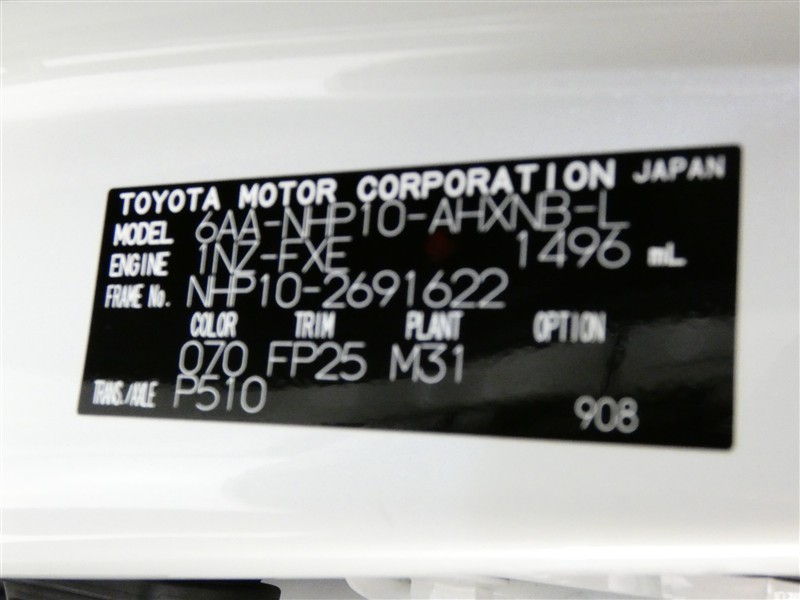 TOYOTA MOTOR CORPORATION JAPAN
MODEL 6AA-NHP10-AHXNB-L
ENGINE 1NZ-FXE 1496 mL
FRAME No. NHP10-2691622
COLOR TRIM PLANT OPTION
070 FP25 M31
TRANS./AXLE P510
908